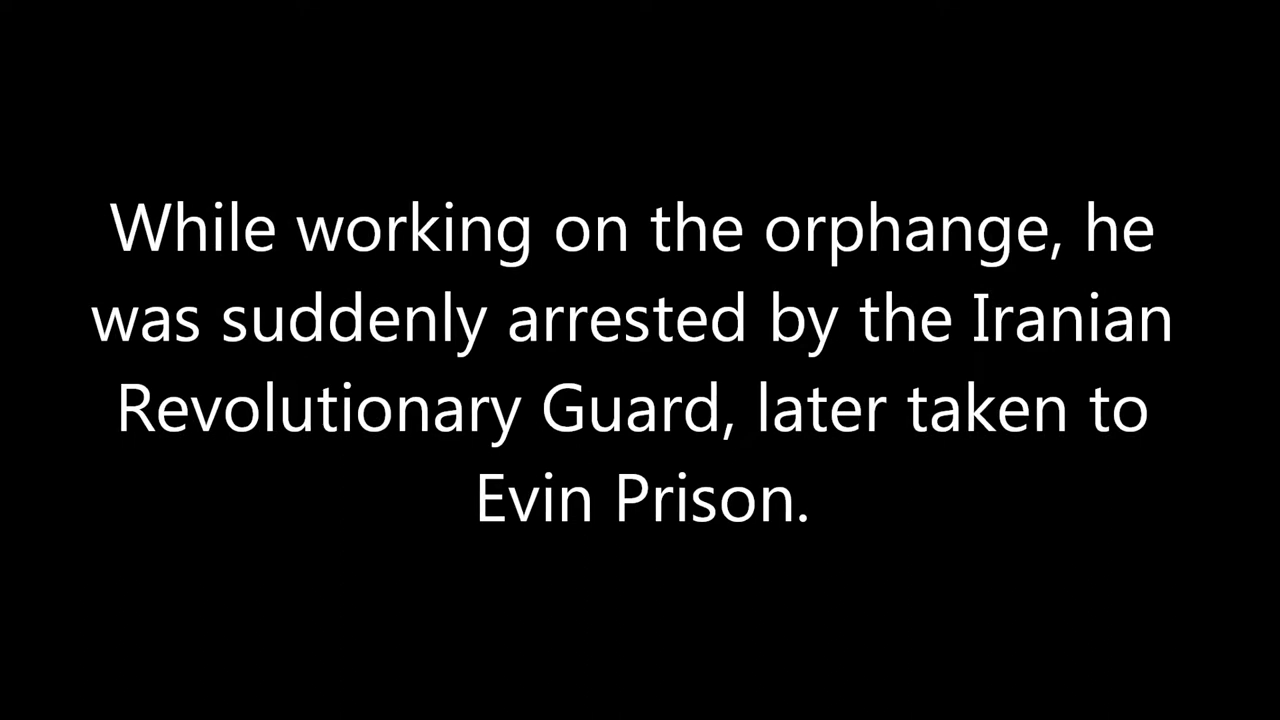 While working on the orphange, he
was suddenly arrested by the Iranian
Revolutionary Guard, later taken to
Evin Prison.